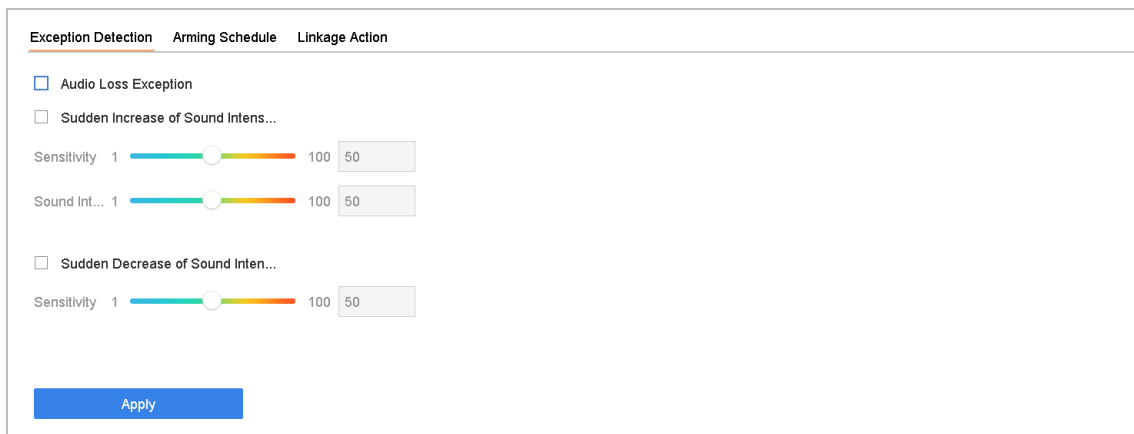 Exception Detection Arming Schedule Linkage Action
Audio Loss Exception
Sudden Increase of Sound Intens...
Sensitivity 1 100 50
Sound Int... 1 100 50
Sudden Decrease of Sound Inten...
Sensitivity 1 100 50
Apply